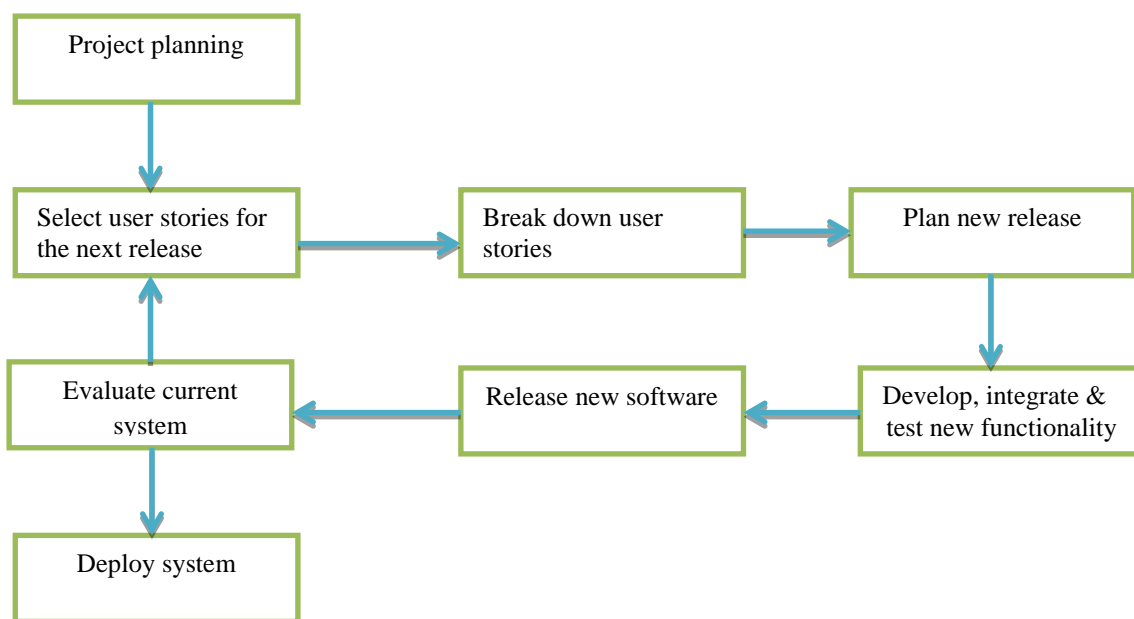 Project planning
Select user stories for
the next release
Break down user
stories
Plan new release
Evaluate current
system
Release new software
Develop, integrate &
test new functionality
Deploy system